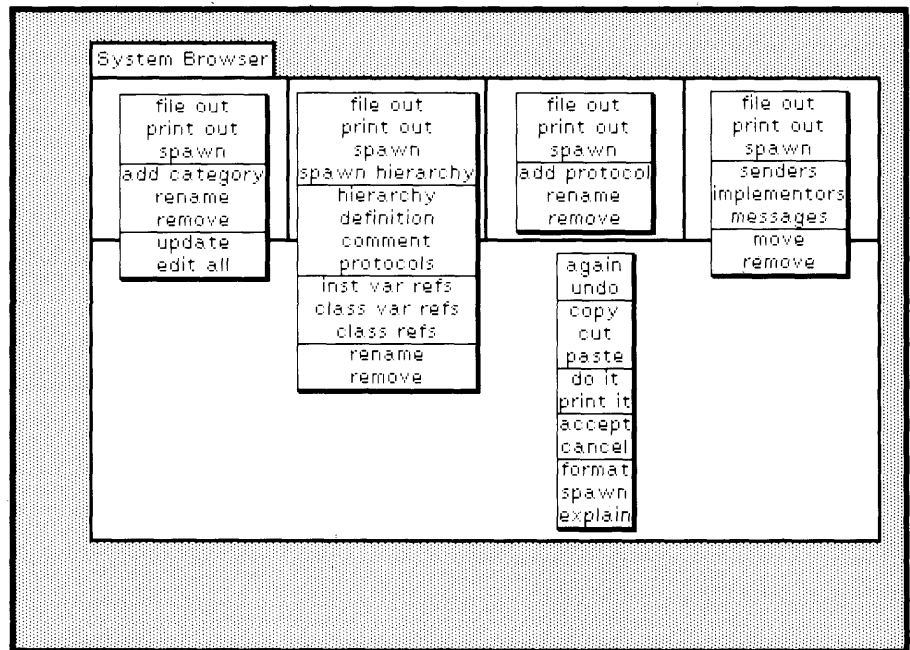 System Browser
file out
print out
spawn
add category
rename
remove
update
edit all
file out
print out
spawn
spawn hierarchy
hierarchy
definition
comment
protocols
inst var refs
class var refs
class refs
rename
remove
file out
print out
spawn
add protocol
rename
remove
file out
print out
spawn
senders
implementors
messages
move
remove
again
undo
copy
cut
paste
do it
print it
accept
cancel
format
spawn
explain